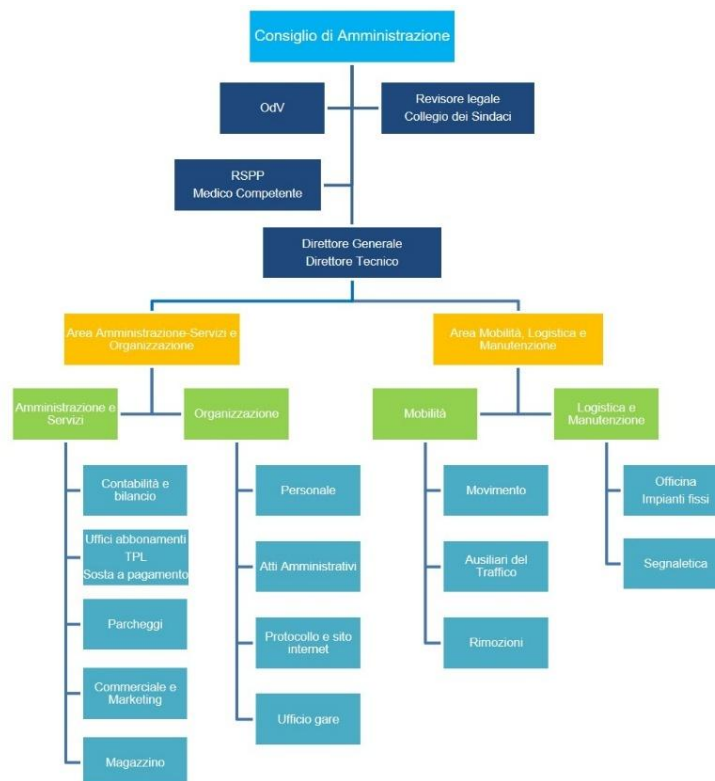 Consiglio di Amministrazione
OdV
Revisore legale
Collegio dei Sindaci
RSPP
Medico Competente
Direttore Generale
Direttore Tecnico
Area Amministrazione-Servizi e
Organizzazione
Area Mobilità, Logistica e
Manutenzione
Amministrazione e
Servizi
Organizzazione
Mobilità
Logistica e
Manutenzione
Contabilità e
bilancio
Uffici abbonamenti
TPL
Sosta a pagamento
Parcheggi
Commerciale e
Marketing
Magazzino
Personale
Atti Amministrativi
Protocollo e sito
internet
Ufficio gare
Movimento
Ausiliari del
Traffico
Rimozioni
Officina
Impianti fissi
Segnaletica